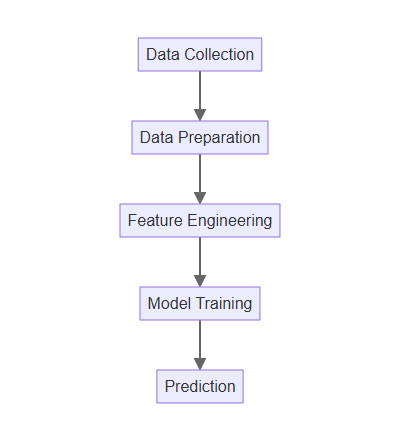 Data Collection
Data Preparation
Feature Engineering
Model Training
Prediction